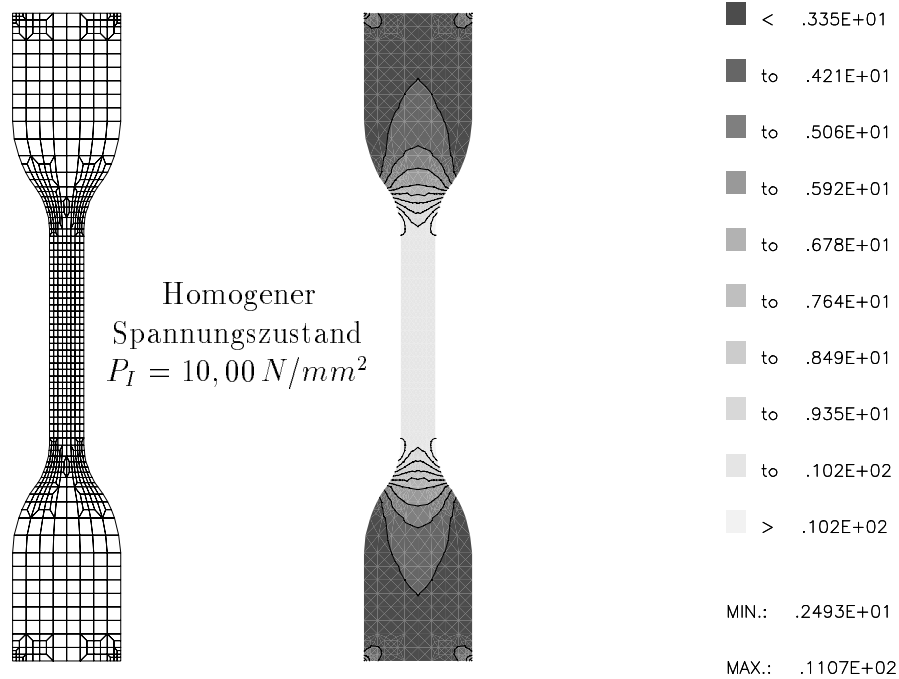 Homogener
Spannungszustand
P_I = 10,00 N/mm²
< .335E+01
to .421E+01
to .506E+01
to .592E+01
to .678E+01
to .764E+01
to .849E+01
to .935E+01
to .102E+02
> .102E+02
MIN.: .2493E+01
MAX.: .1107E+02